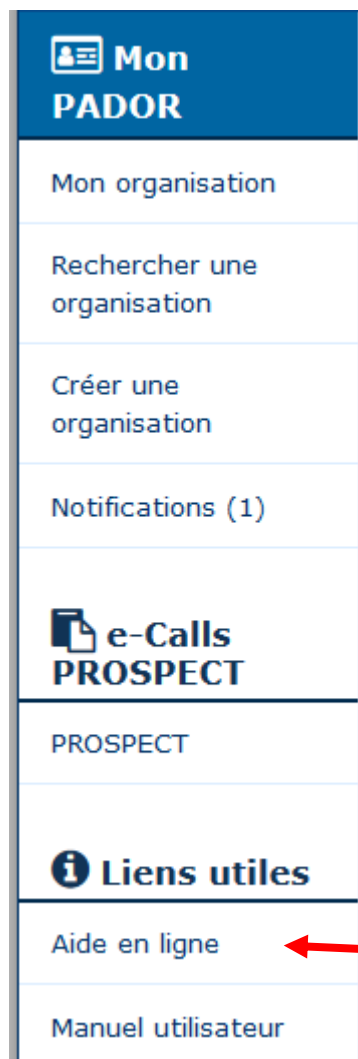 Mon
PADOR
Mon organisation
Rechercher une
organisation
Créer une
organisation
Notifications (1)
e-Calls
PROSPECT
PROSPECT
Liens utiles
Aide en ligne
Manuel utilisateur